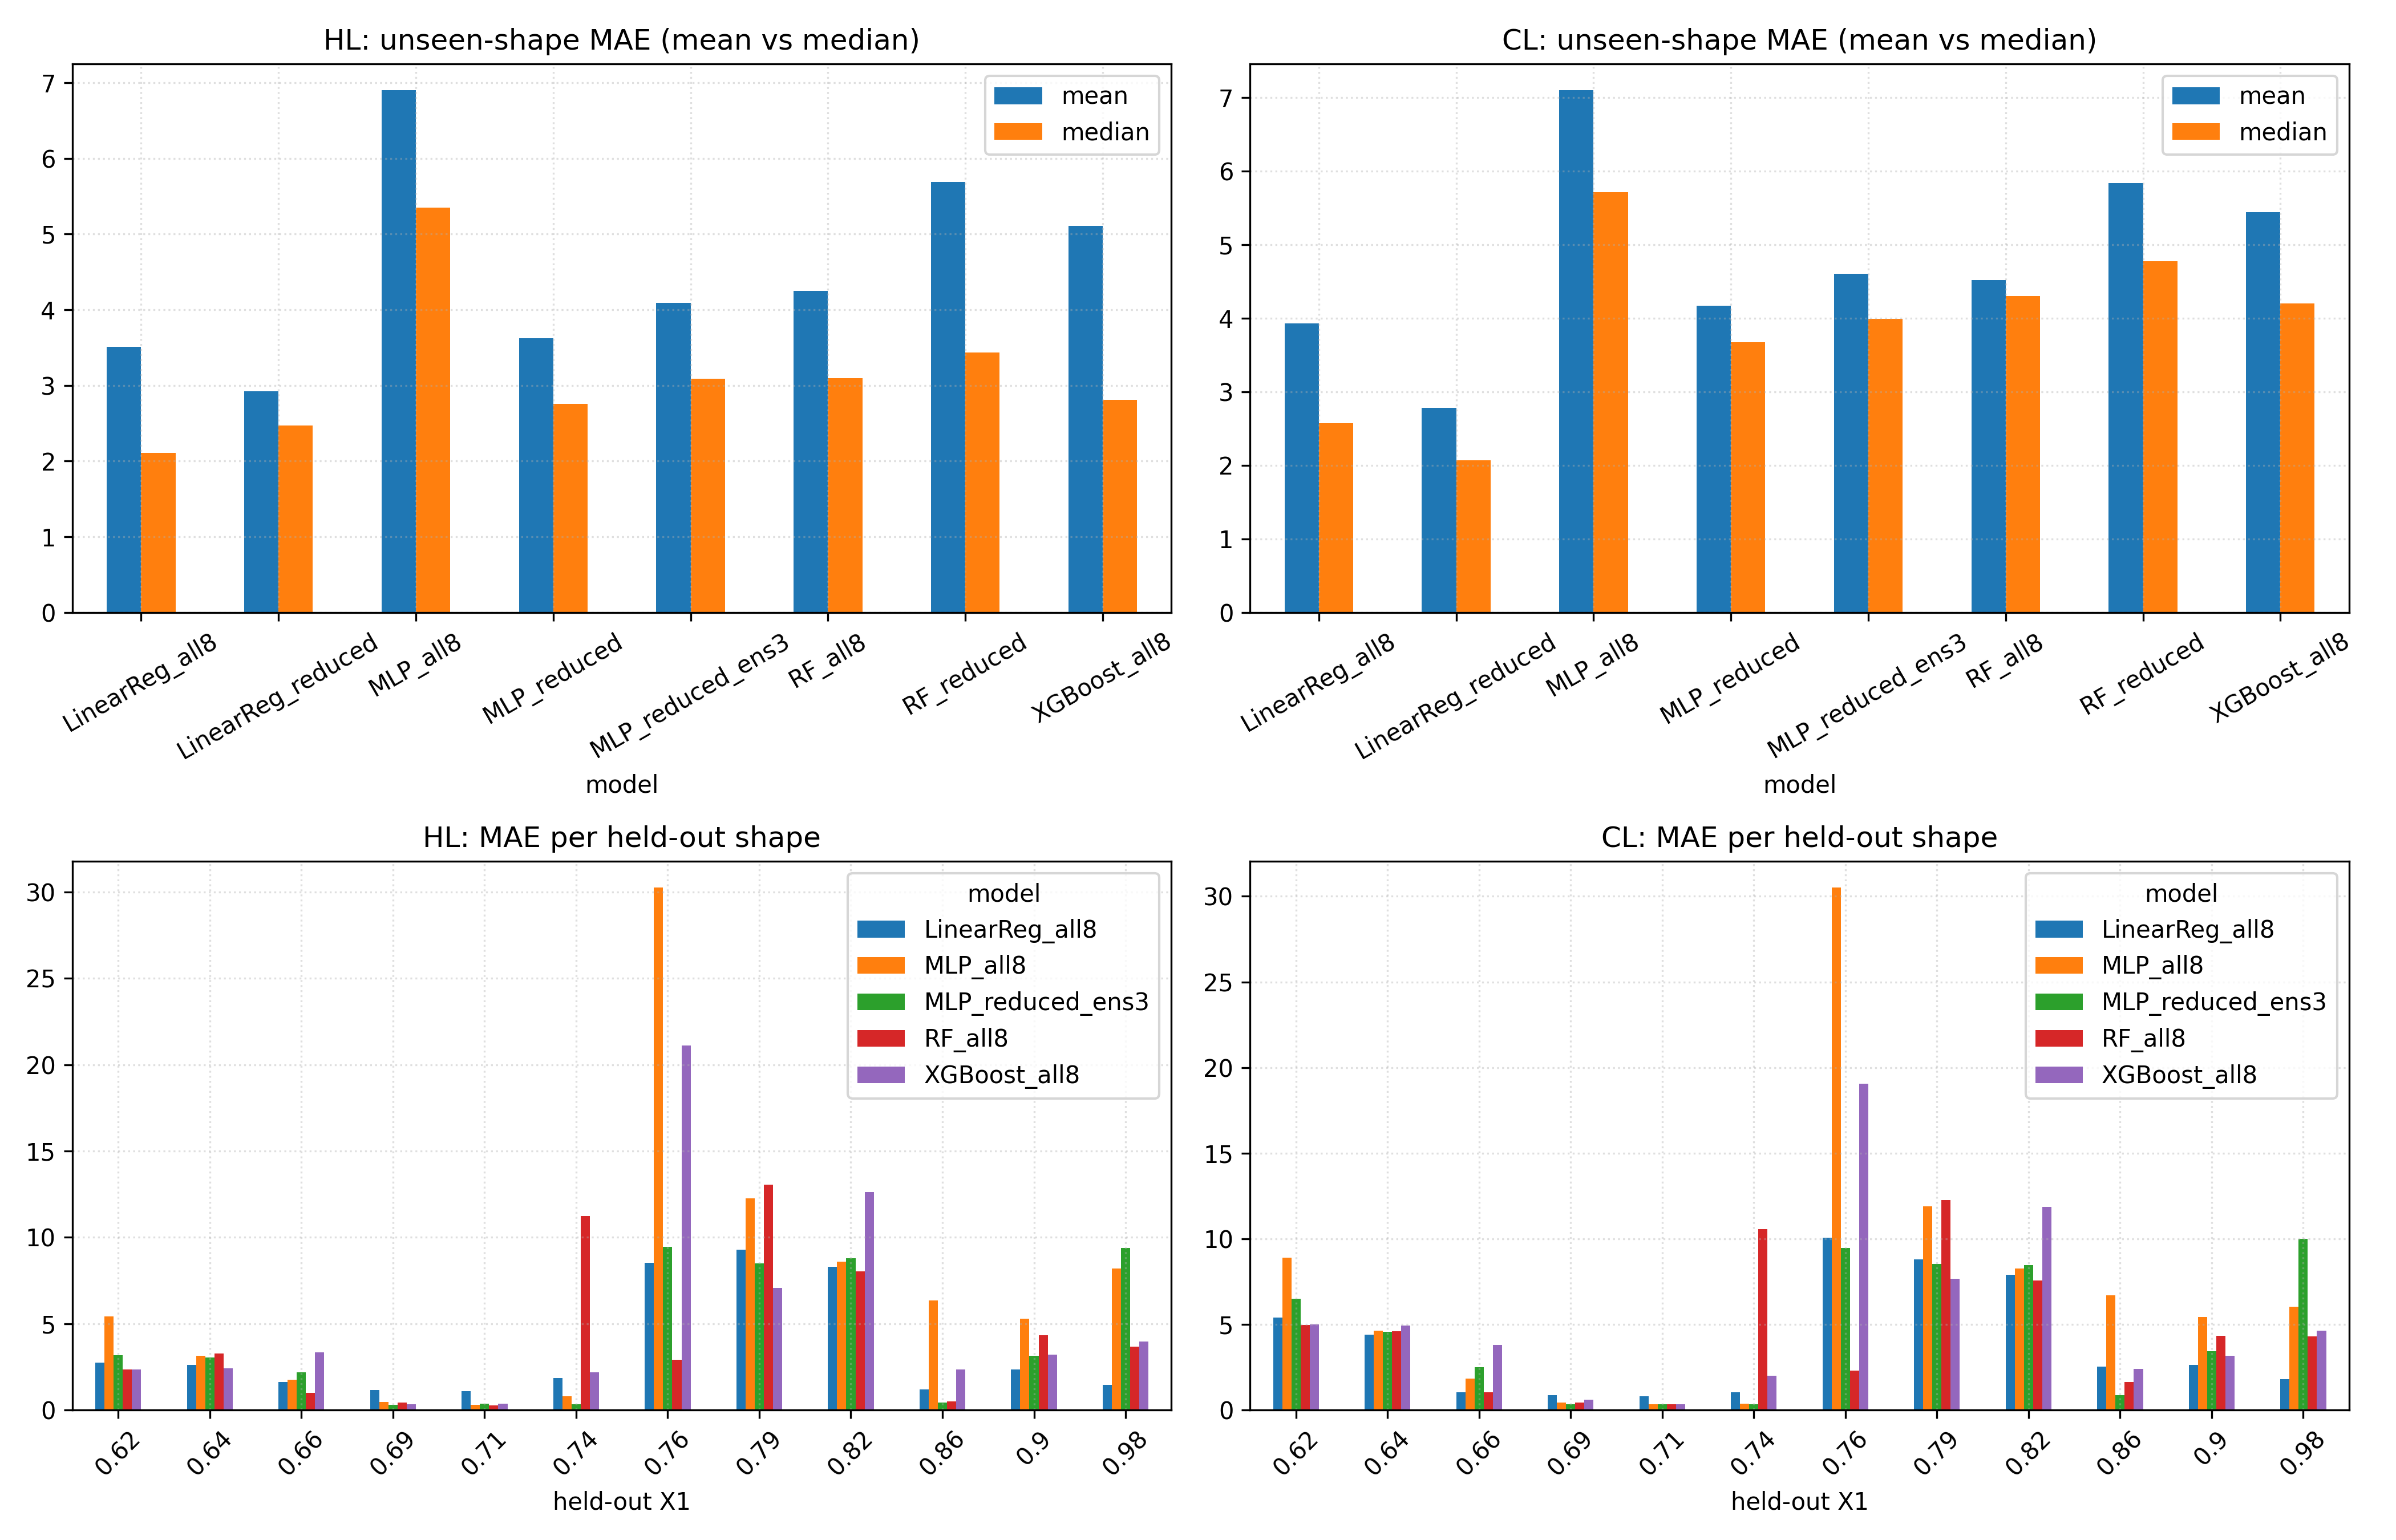 HL: unseen-shape MAE (mean vs median)
7
6
5
4
3
2
1
0
mean
median
LinearReg_all8
LinearReg_reduced
MLP_all8
MLP_reduced
MLP_reduced_ens3
RF_all8
RF_reduced
XGBoost_all8
model
CL: unseen-shape MAE (mean vs median)
7
6
5
4
3
2
1
0
mean
median
LinearReg_all8
LinearReg_reduced
MLP_all8
MLP_reduced
MLP_reduced_ens3
RF_all8
RF_reduced
XGBoost_all8
model
HL: MAE per held-out shape
30
25
20
15
10
5
0
model
LinearReg_all8
MLP_all8
MLP_reduced_ens3
RF_all8
XGBoost_all8
0.62
0.64
0.66
0.69
0.71
0.74
0.76
0.79
0.82
0.86
0.9
0.98
held-out X1
CL: MAE per held-out shape
30
25
20
15
10
5
0
model
LinearReg_all8
MLP_all8
MLP_reduced_ens3
RF_all8
XGBoost_all8
0.62
0.64
0.66
0.69
0.71
0.74
0.76
0.79
0.82
0.86
0.9
0.98
held-out X1